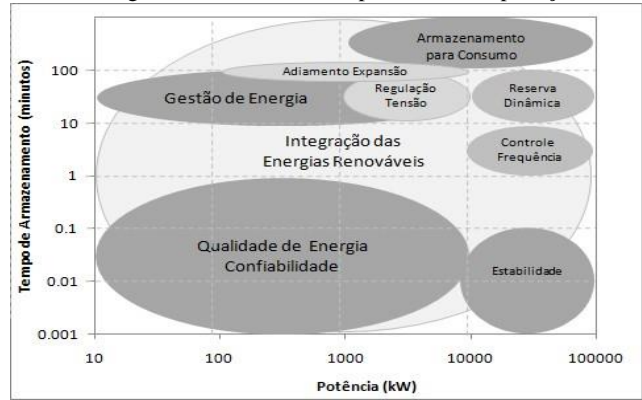 Armazenamento
para Consumo
Adiamento Expansão
Gestão de Energia
Regulação
Tensão
Reserva
Dinâmica
Integração das
Energias Renováveis
Controle
Frequência
Qualidade de Energia
Confiabilidade
Estabilidade
Tempo de Armazenamento (minutos)
100
10
1
0.1
0.01
0.001
10
100
1000
10000
100000
Potência (kW)